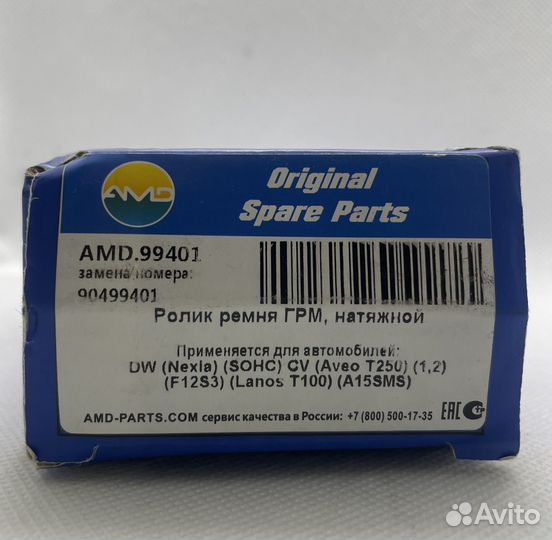 AMD
Original
Spare Parts
AMD.99401
замена номера:
90499401
Ролик ремня ГРМ, натяжной
Применяется для автомобилей:
DW (Nexia) (SOHC) CV (Aveo T250) (1,2)
(F12S3) (Lanos T100) (A15SMS)
AMD-PARTS.COM сервис качества в России: +7 (800) 500-17-35
EAC
Avito